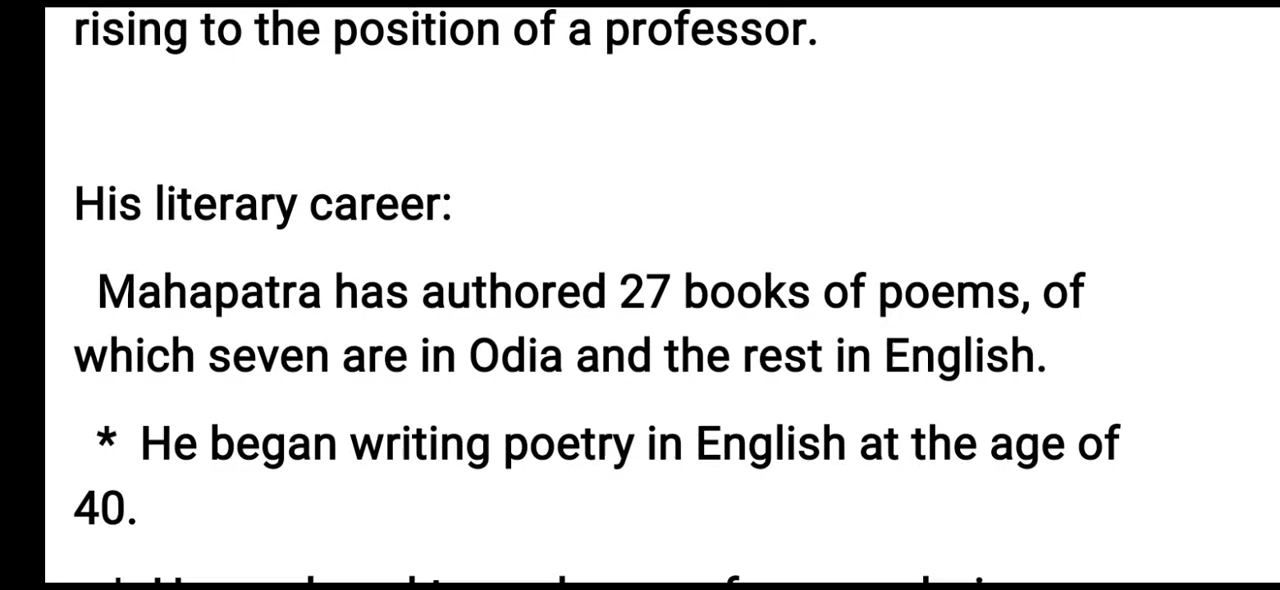 rising to the position of a professor.
His literary career:
Mahapatra has authored 27 books of poems, of
which seven are in Odia and the rest in English.
* He began writing poetry in English at the age of
40.